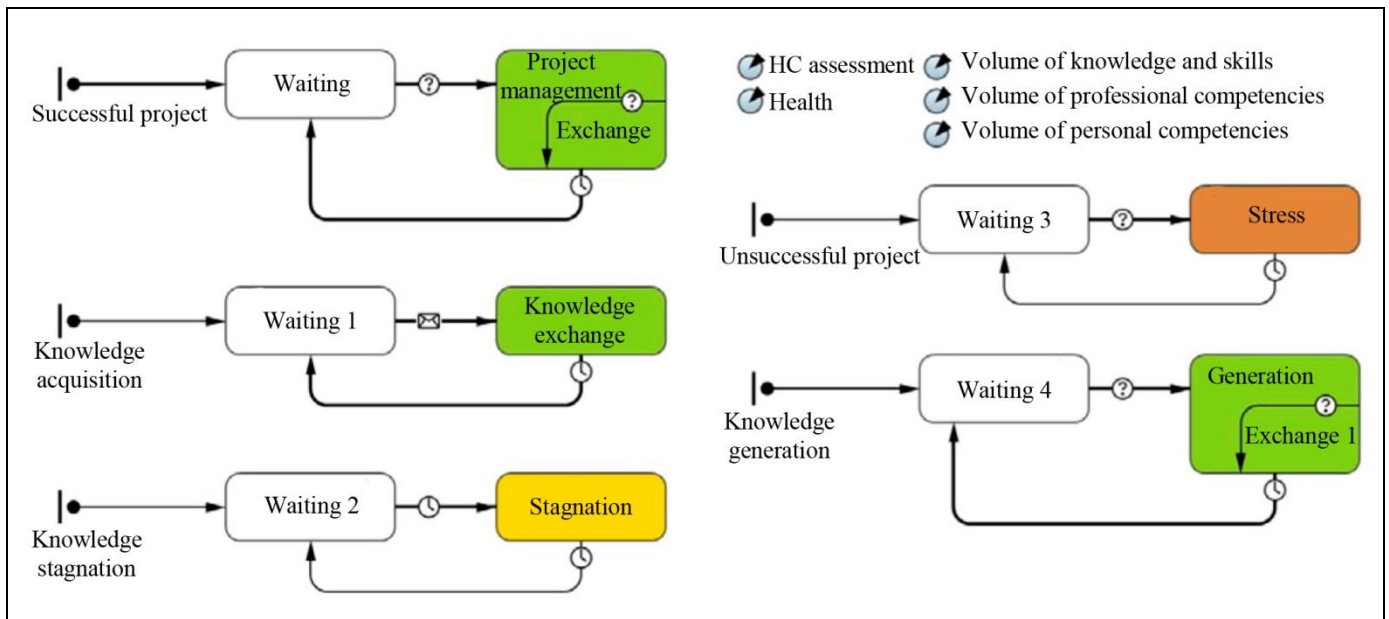 Waiting
Project
management
?
?
Exchange
Successful project
Waiting 1
Knowledge
exchange
Knowledge
acquisition
Waiting 2
Stagnation
Knowledge
stagnation
HC assessment
Health
Volume of knowledge and skills
Volume of professional competencies
Volume of personal competencies
Waiting 3
?
Stress
Unsuccessful project
Waiting 4
?
Generation
?
Exchange 1
Knowledge
generation